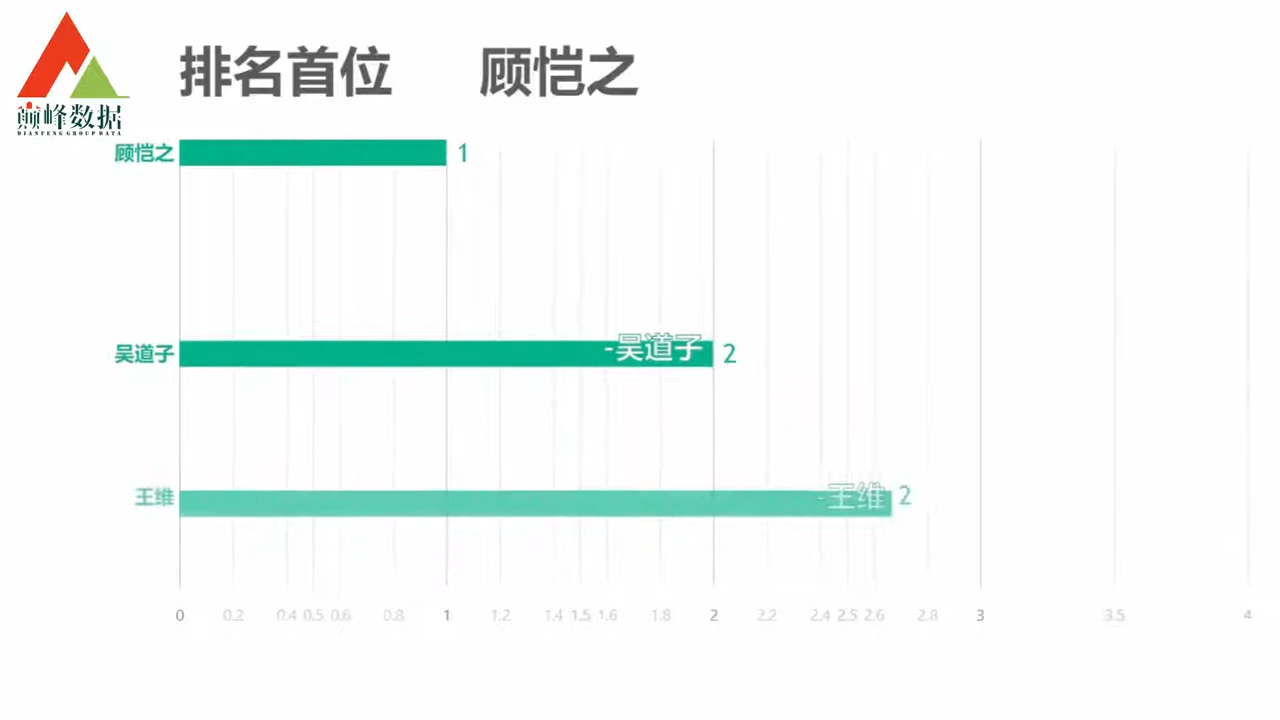 排名首位 顾恺之
巅峰数据
DIANFENG GROUP DATA
顾恺之 1
吴道子 -吴道子 2
王维 -王维 2
0 0.2 0.4 0.5 0.6 0.8 1 1.2 1.4 1.5 1.6 1.8 2 2.2 2.4 2.5 2.6 2.8 3 3.5 4